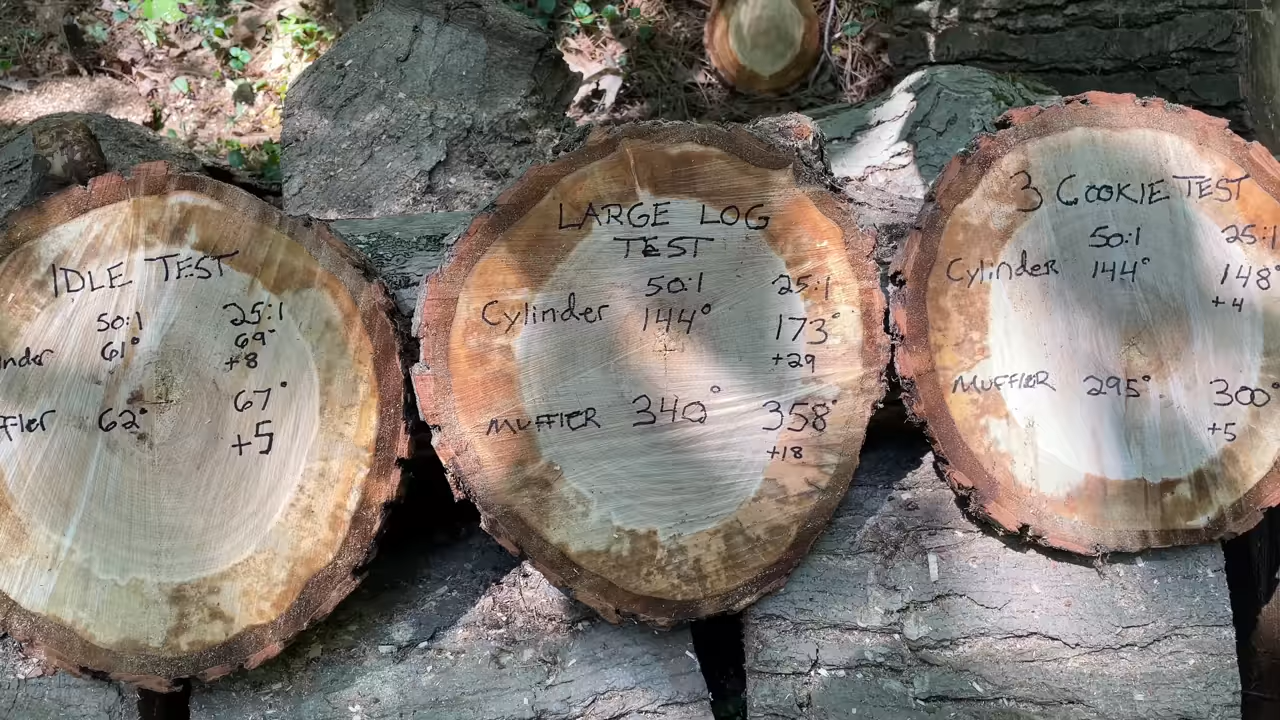 IDLE TEST
50:1 25:1
nder 61° 69°
+8
ffler 62° 67°
+5
LARGE LOG
TEST
50:1 25:1
Cylinder 144° 173°
+29
MUFFlER 340° 358°
+18
3 COOKIE TEST
50:1 25:1
Cylinder 144° 148°
+4
MUFFlER 295° 300°
+5